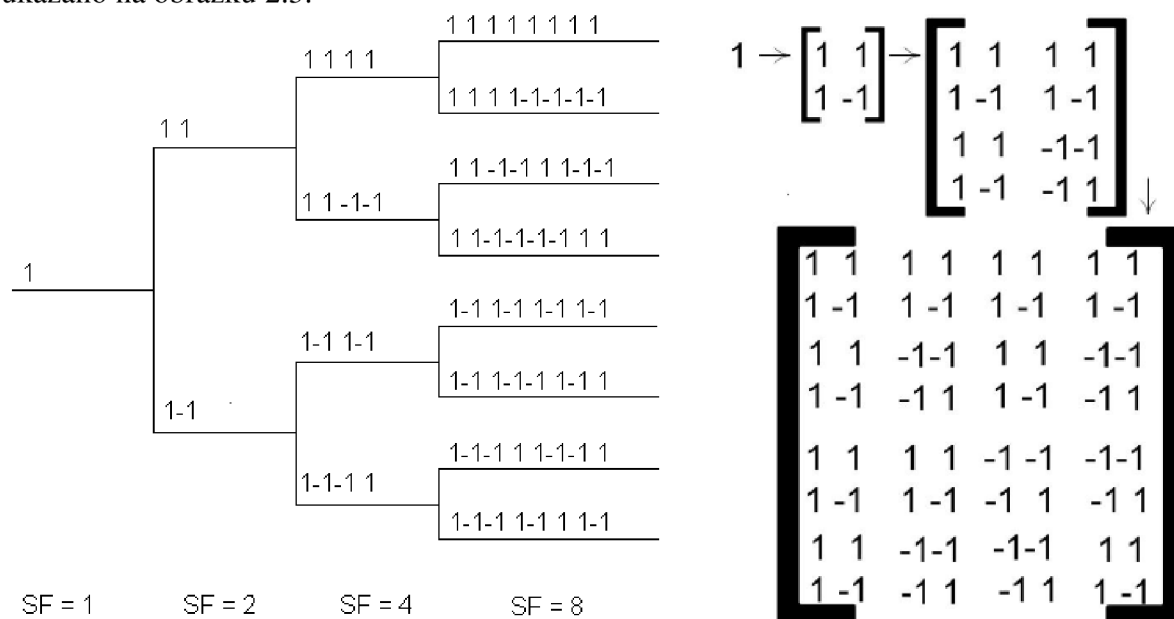 ukázáno na obrázku 2.5.
1 1 1 1 1 1 1 1
1 1 1 1
1 1 1 1-1-1-1-1-1
1 1
1 1 -1-1 1 1-1-1
1 1 -1-1
1 1-1-1-1-1 1 1
1
1-1 1-1 1-1 1-1
1-1 1-1
1-1 1-1-1 1-1 1
1-1
1-1-1 1 1-1-1 1
1-1-1 1
1-1-1 1-1 1 1-1
SF = 1 SF = 2 SF = 4 SF = 8
1 → 1 1 → 1 1 1 1
1 -1 1 -1 1 -1
1 1 -1-1
1 -1 -1 1
↓
1 1 1 1 1 1 1 1
1 -1 1 -1 1 -1 1 -1
1 1 -1-1 1 1 -1-1
1 -1 -1 1 1 -1 -1 1
1 1 1 1 -1 -1 -1-1
1 -1 1 -1 -1 1 -1 1
1 1 -1-1 -1-1 1 1
1 -1 -1 1 -1 1 1 -1